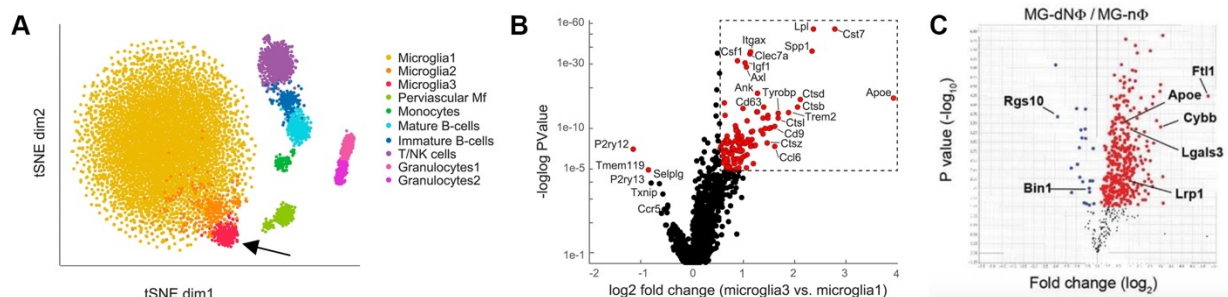 A
tSNE dim2
tSNE dim1
Microglia1
Microglia2
Microglia3
Perviascular Mf
Monocytes
Mature B-cells
Immature B-cells
T/NK cells
Granulocytes1
Granulocytes2
B
-loglog PValue
1e-60
1e-30
1e-10
1e-5
1e-1
-2
-1
0
1
2
3
4
log2 fold change (microglia3 vs. microglia1)
Lpl
Cst7
Itgax
Spp1
Csf1
Clec7a
Igf1
Axl
Ank
Tyrobp
Ctsd
Apoe
Cd63
Ctsb
Trem2
Ctsl
Cd9
Ctsz
Ccl6
P2ry12
Tmem119
P2ry13
Selplg
Txnip
Ccr5
C
MG-dNΦ / MG-nΦ
P value (-log10)
Fold change (log2)
Ftl1
Rgs10
Apoe
Cybb
Lgals3
Bin1
Lrp1